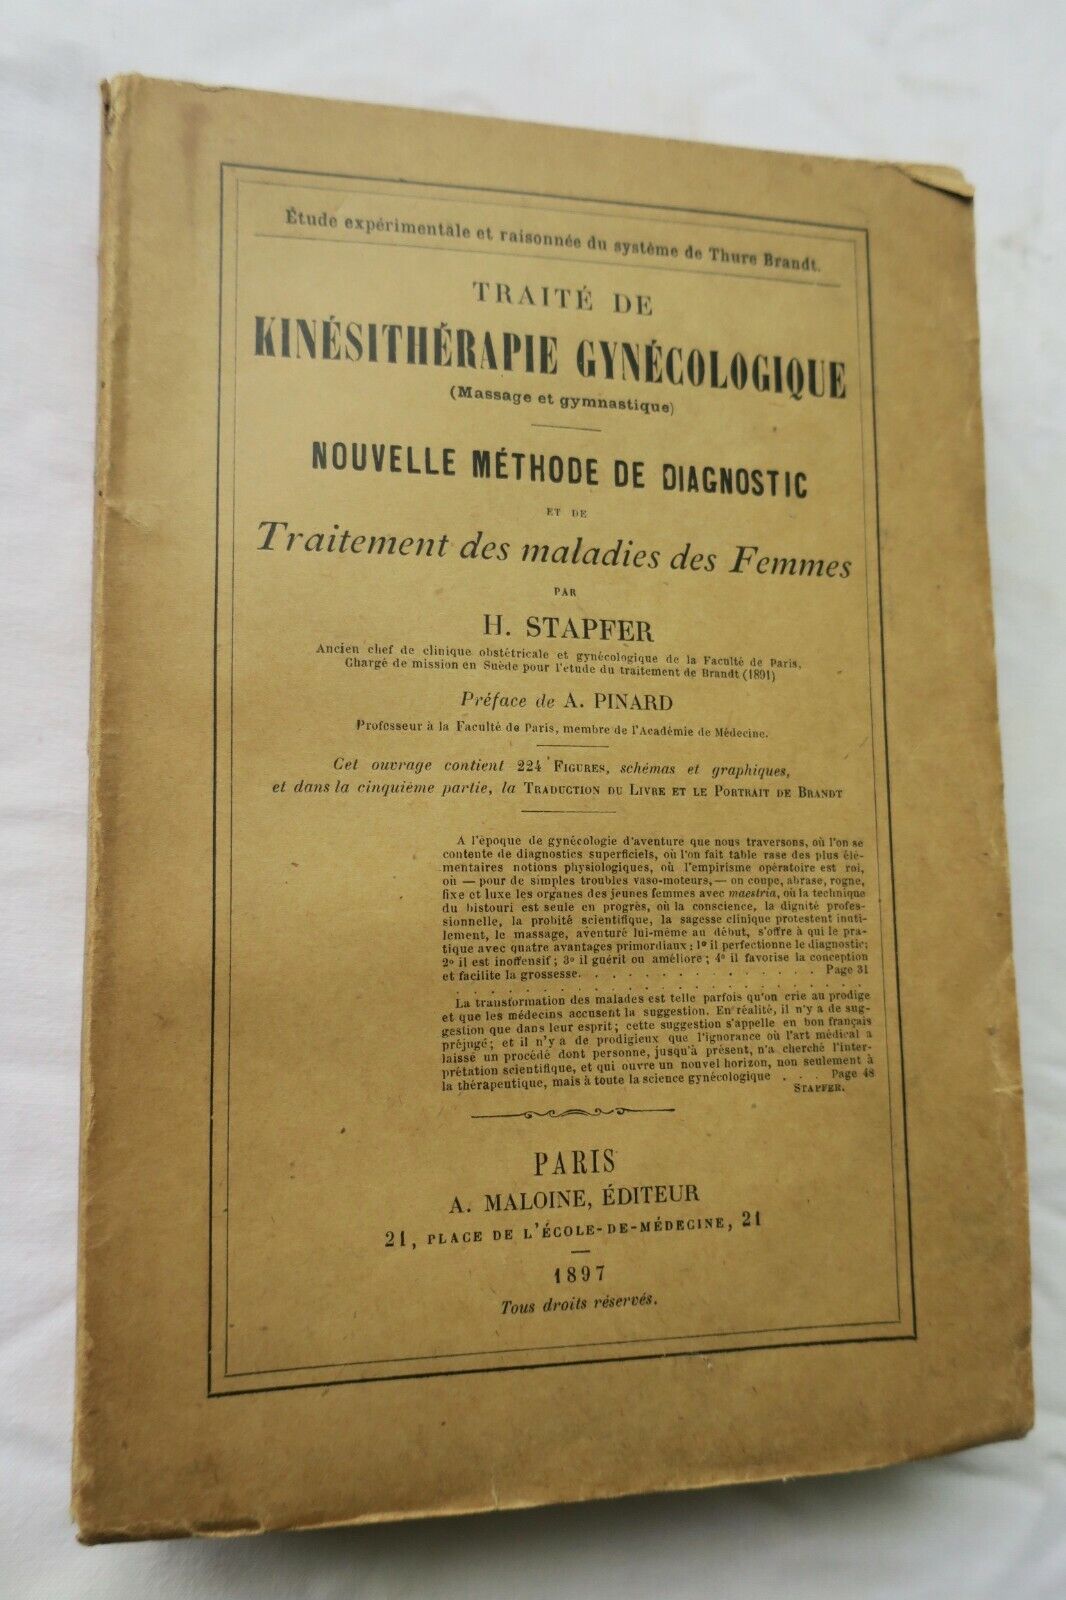 Étude expérimentale et raisonnée du système de Thure Brandt.
TRAITÉ DE
KINÉSITHÉRAPIE GYNÉCOLOGIQUE
(Massage et gymnastique)
NOUVELLE MÉTHODE DE DIAGNOSTIC
ET DE
Traitement des maladies des Femmes
PAR
H. STAPFER
Ancien chef de clinique obstétricale et gynécologique de la Faculté de Paris,
Chargé de mission en Suède pour l'étude du traitement de Brandt (1891)
Préface de A. PINARD
Professeur à la Faculté de Paris, membre de l'Académie de Médecine.
Cet ouvrage contient 224 FIGURES, schémas et graphiques,
et dans la cinquième partie, la TRADUCTION DU LIVRE ET LE PORTRAIT DE BRANDT
A l'époque de gynécologie d'aventure que nous traversons, où l'on se
contente de diagnostics superficiels, où l'on fait table rase des plus élé-
mentaires notions physiologiques, où l'empirisme opératoire est roi,
où — pour de simples troubles vaso-moteurs, — on coupe, abrase, rogne,
fixe et luxe les organes des jeunes femmes avec maestria, où la technique
du bistouri est seule en progrès, où la conscience, la dignité profes-
sionnelle, la probité scientifique, la sagesse clinique protestent inuti-
lement, le massage, aventuré lui-même au début, s'offre à qui le pra-
tique avec quatre avantages primordiaux : 1º il perfectionne le diagnostic;
2º il est inoffensif ; 3º il guérit ou améliore ; 4º il favorise la conception
et facilite la grossesse. . . . . . . . . . . . . . . Page 31
. . . . . . . . . . . . . . . . . . . . . . .
La transformation des malades est telle parfois qu'on crie au prodige
et que les médecins accusent la suggestion. En réalité, il n'y a de sug-
gestion que dans leur esprit ; cette suggestion s'appelle en bon français
préjugé ; et il n'y a de prodigieux que l'ignorance où l'art médical a
laissé un procédé dont personne, jusqu'à présent, n'a cherché l'inter-
prétation scientifique, et qui ouvre un nouvel horizon, non seulement à
la thérapeutique, mais à toute la science gynécologique . . . Page 48
STAPFER.
PARIS
A. MALOINE, ÉDITEUR
21, PLACE DE L'ÉCOLE-DE-MÉDECINE, 21
1897
Tous droits réservés.